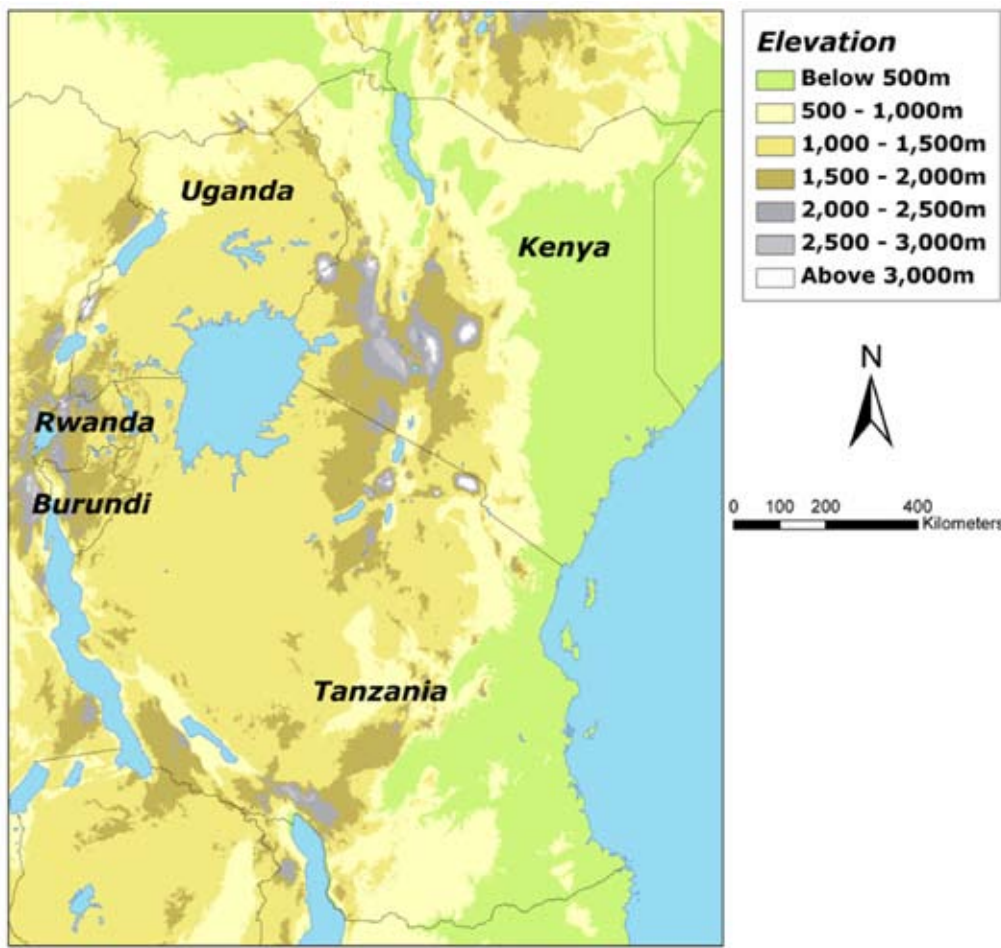 Uganda
Kenya
Rwanda
Burundi
Tanzania
Elevation
Below 500m
500 - 1,000m
1,000 - 1,500m
1,500 - 2,000m
2,000 - 2,500m
2,500 - 3,000m
Above 3,000m
N
0 100 200 400
Kilometers